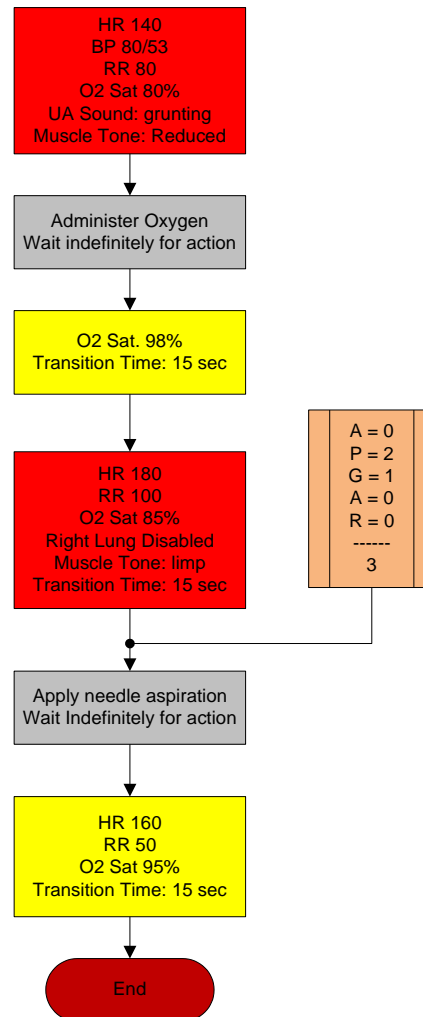 HR 140
BP 80/53
RR 80
O2 Sat 80%
UA Sound: grunting
Muscle Tone: Reduced
Administer Oxygen
Wait indefinitely for action
O2 Sat. 98%
Transition Time: 15 sec
HR 180
RR 100
O2 Sat 85%
Right Lung Disabled
Muscle Tone: limp
Transition Time: 15 sec
A = 0
P = 2
G = 1
A = 0
R = 0
------
3
Apply needle aspiration
Wait Indefinitely for action
HR 160
RR 50
O2 Sat 95%
Transition Time: 15 sec
End